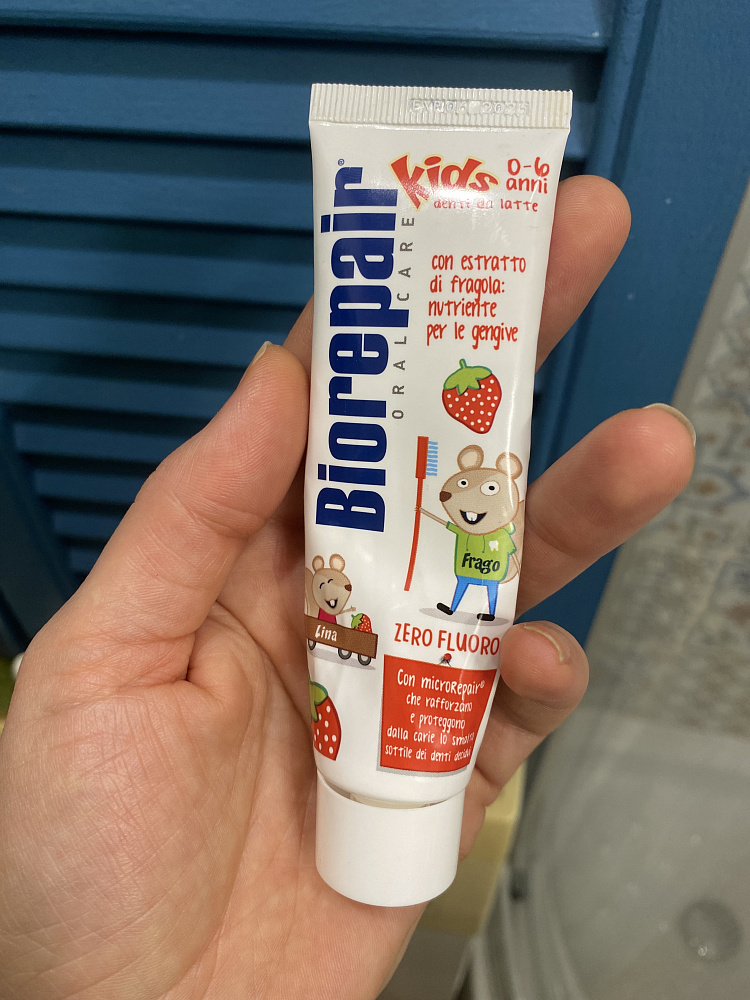 Biorepair®
ORAL CARE
Kids
0-6
anni
denti da latte
con estratto
di fragola:
nutriente
per le gengive
Frago
Lina
ZERO FLUORO
Con microRepair®
che rafforzano
e proteggono
dalla carie lo smalto
sottile dei denti